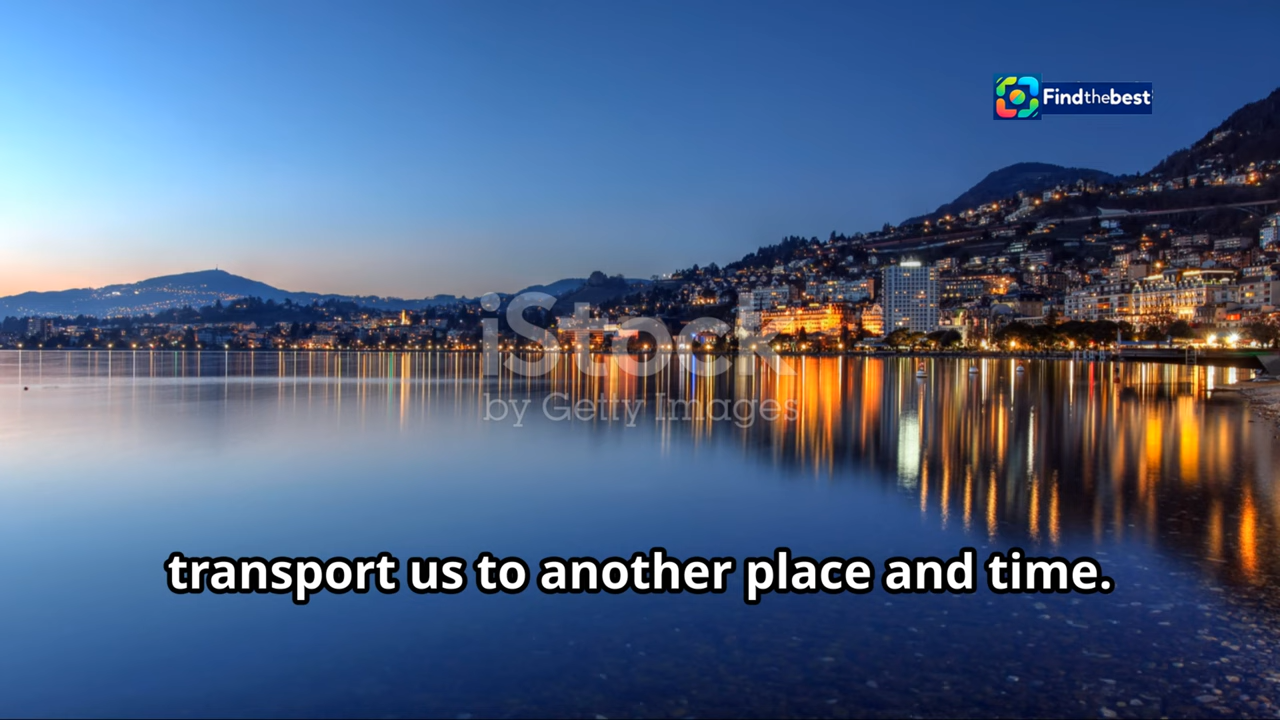 Findthebest
iStock
by Getty Images
transport us to another place and time.